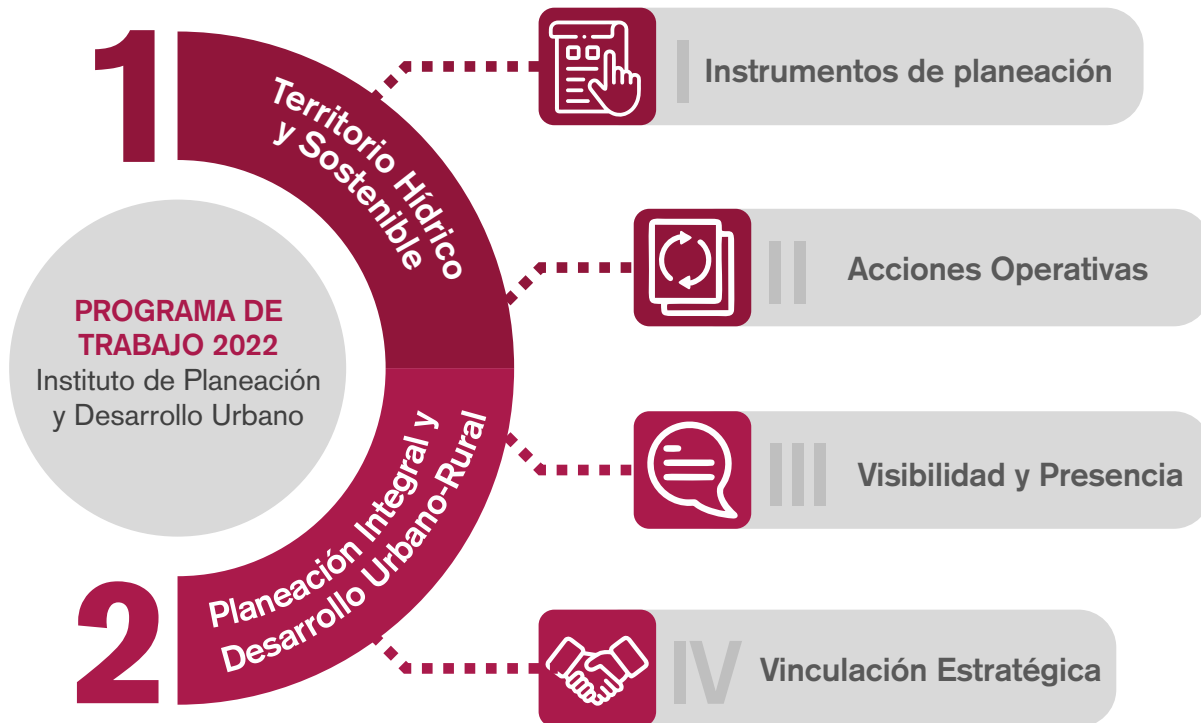 1
Territorio Hídrico
y Sostenible
PROGRAMA DE
TRABAJO 2022
Instituto de Planeación
y Desarrollo Urbano
2
Planeación Integral y
Desarrollo Urbano-Rural
I
Instrumentos de planeación
II
Acciones Operativas
III
Visibilidad y Presencia
IV
Vinculación Estratégica